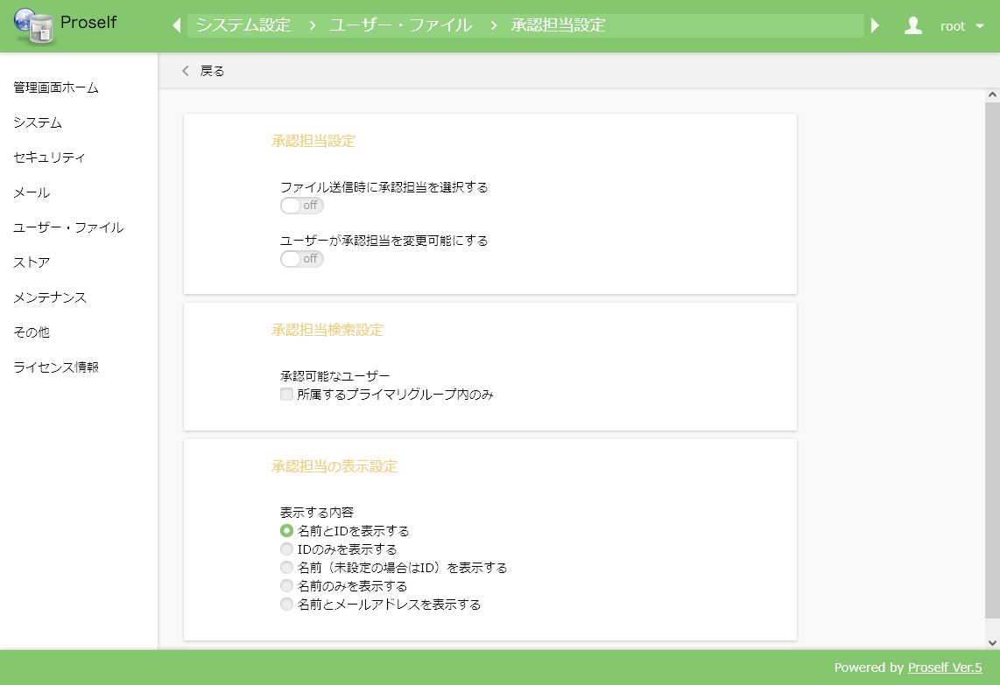 Proself
システム設定 > ユーザー・ファイル > 承認担当設定
root
戻る
管理画面ホーム
システム
セキュリティ
メール
ユーザー・ファイル
ストア
メンテナンス
その他
ライセンス情報
承認担当設定
ファイル送信時に承認担当を選択する
off
ユーザーが承認担当を変更可能にする
off
承認担当検索設定
承認可能なユーザー
所属するプライマリグループ内のみ
承認担当の表示設定
表示する内容
名前とIDを表示する
IDのみを表示する
名前（未設定の場合はID）を表示する
名前のみを表示する
名前とメールアドレスを表示する
Powered by Proself Ver.5